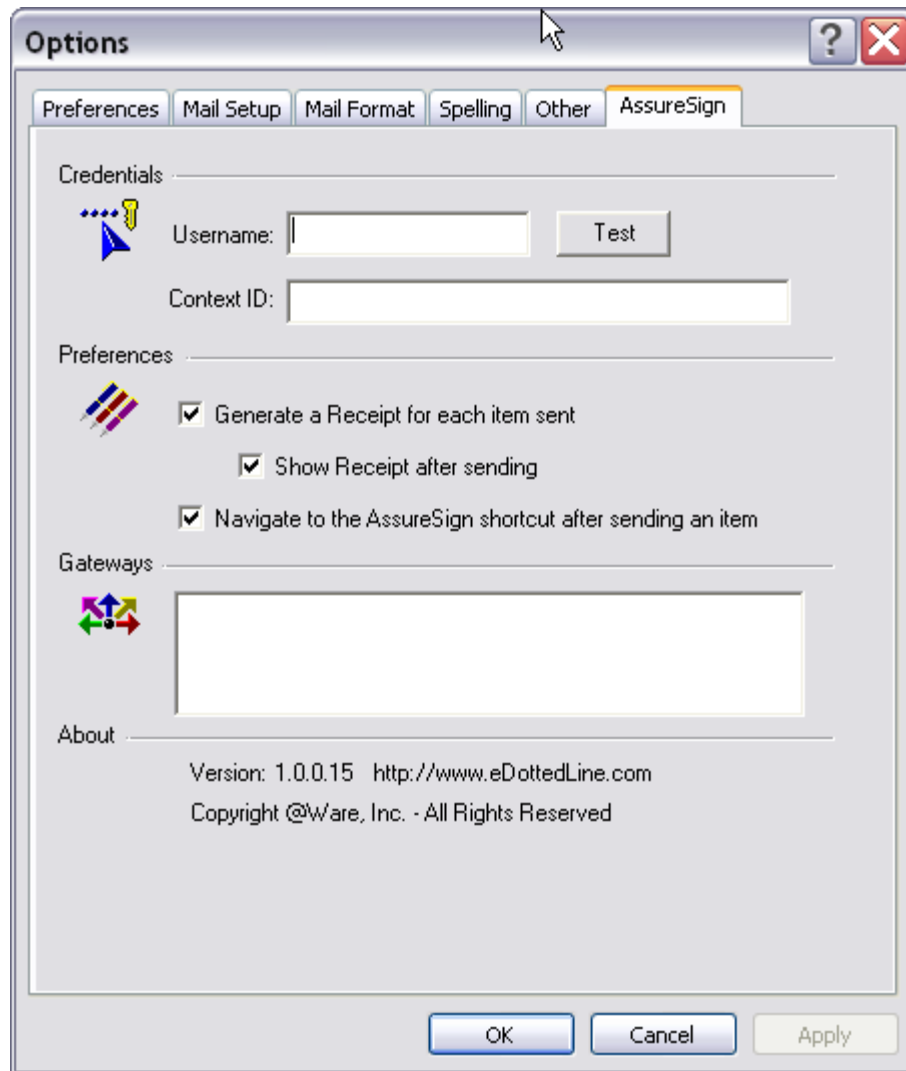 Options
Preferences Mail Setup Mail Format Spelling Other AssureSign
Credentials
Username: Test
Context ID:
Preferences
Generate a Receipt for each item sent
Show Receipt after sending
Navigate to the AssureSign shortcut after sending an item
Gateways
About
Version: 1.0.0.15 http://www.eDottedLine.com
Copyright @Ware, Inc. - All Rights Reserved
OK Cancel Apply